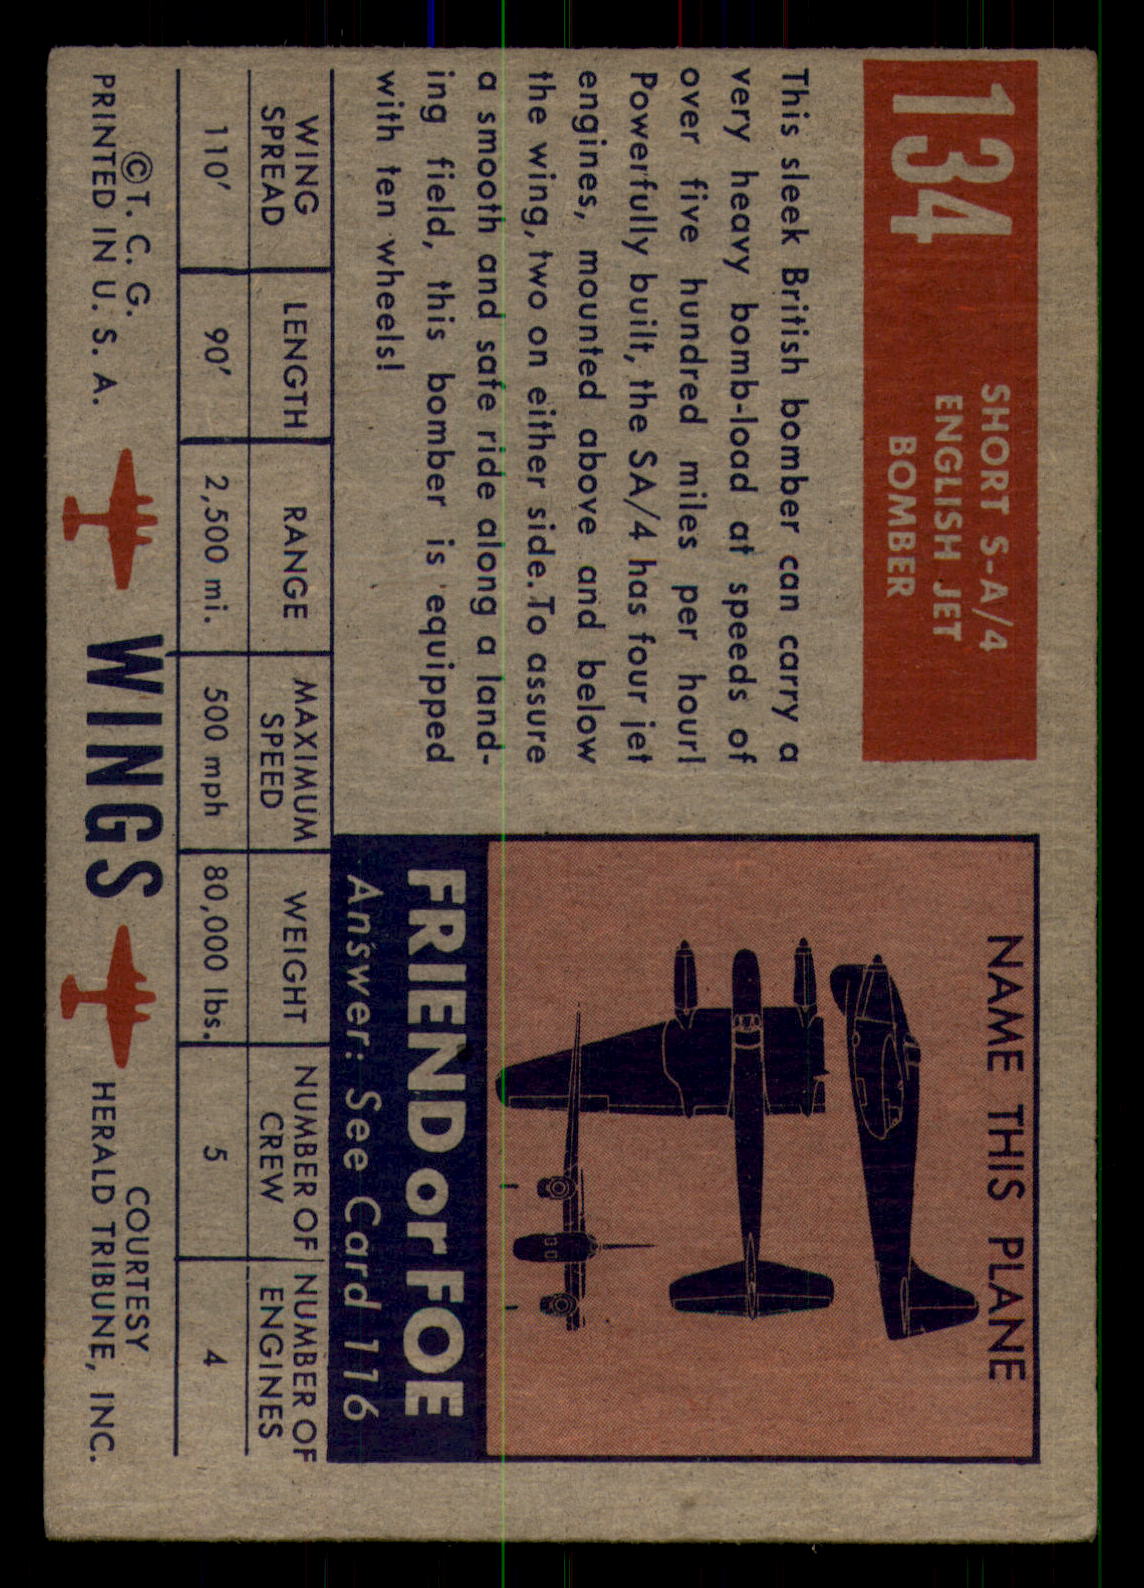 134
SHORT S-A/4
ENGLISH JET
BOMBER
This sleek British bomber can carry a
very heavy bomb-load at speeds of
over five hundred miles per hour!
Powerfully built, the SA/4 has four jet
engines, mounted above and below
the wing, two on either side. To assure
a smooth and safe ride along a land-
ing field, this bomber is equipped
with ten wheels!
NAME THIS PLANE
FRIEND or FOE
Answer: See Card 116
WING SPREAD LENGTH RANGE MAXIMUM SPEED WEIGHT NUMBER OF CREW NUMBER OF ENGINES
110' 90' 2,500 mi. 500 mph 80,000 lbs. 5 4
©T. C. G.
PRINTED IN U. S. A.
WINGS
COURTESY
HERALD TRIBUNE, INC.